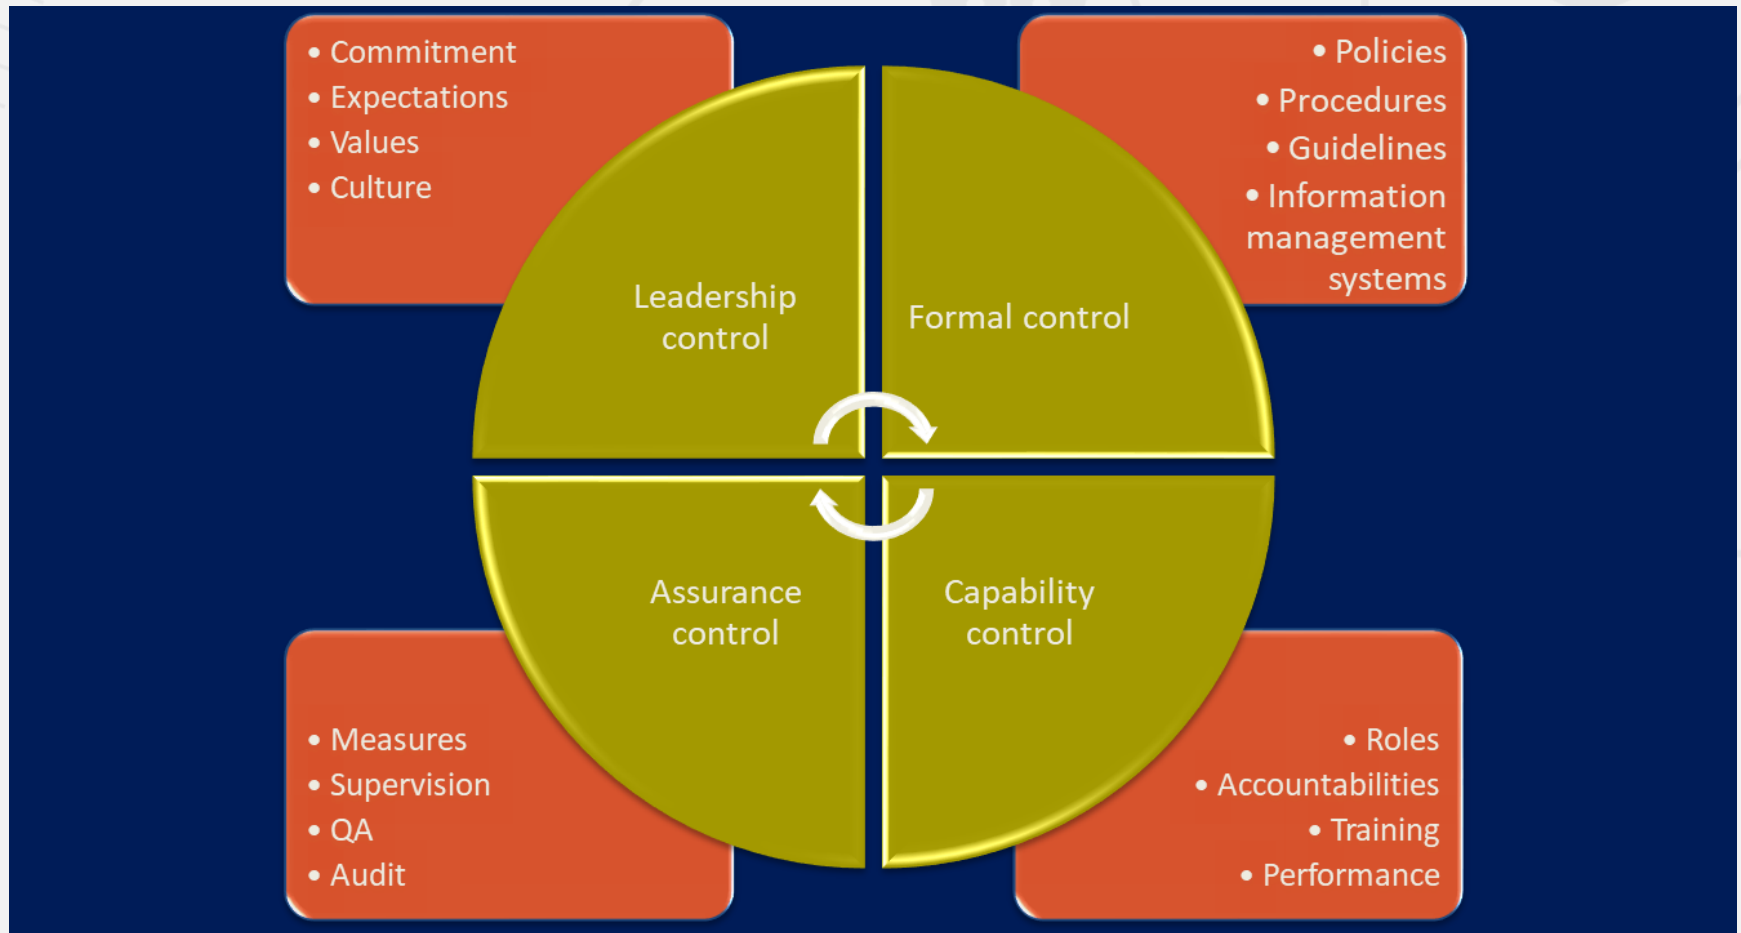 • Commitment
• Expectations
• Values
• Culture
• Policies
• Procedures
• Guidelines
• Information
management
systems
Leadership
control
Formal control
Assurance
control
Capability
control
• Measures
• Supervision
• QA
• Audit
• Roles
• Accountabilities
• Training
• Performance